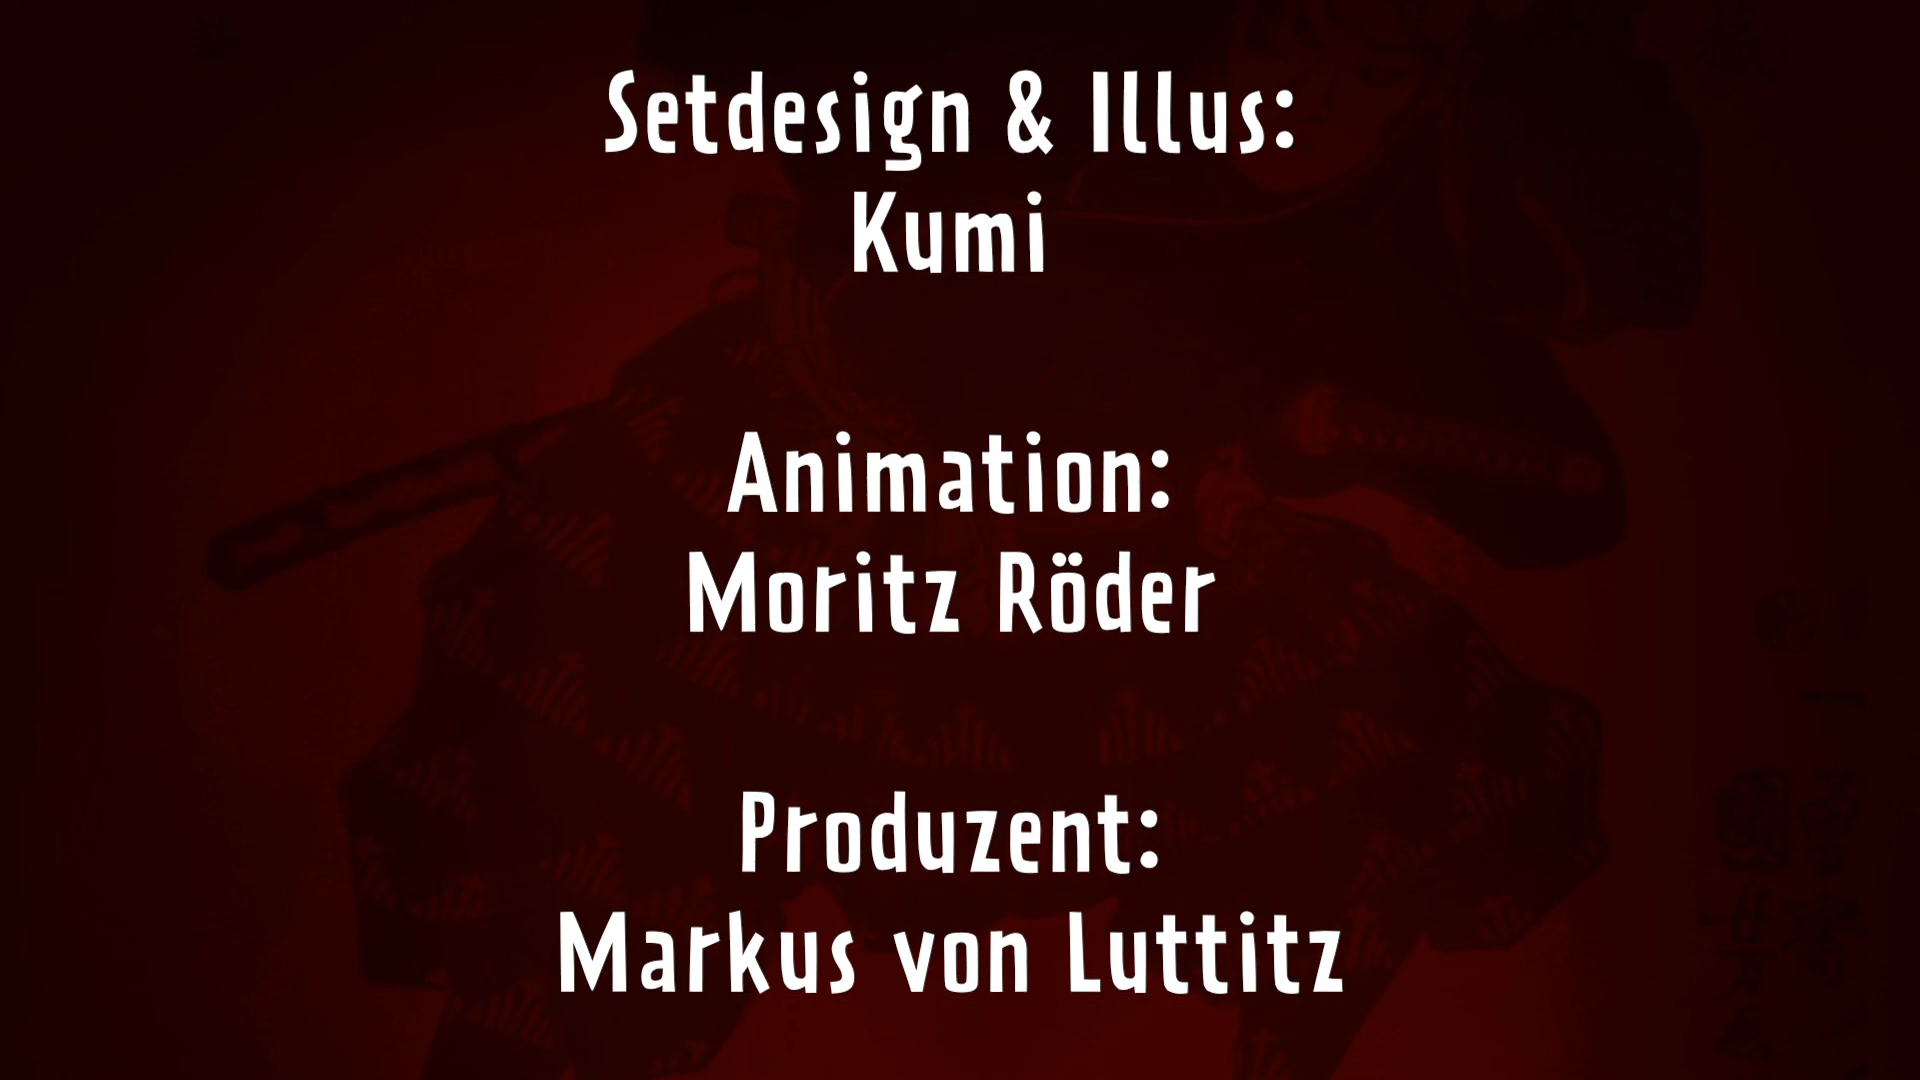 Setdesign & Illus:
Kumi
Animation:
Moritz Röder
Produzent:
Markus von Luttitz